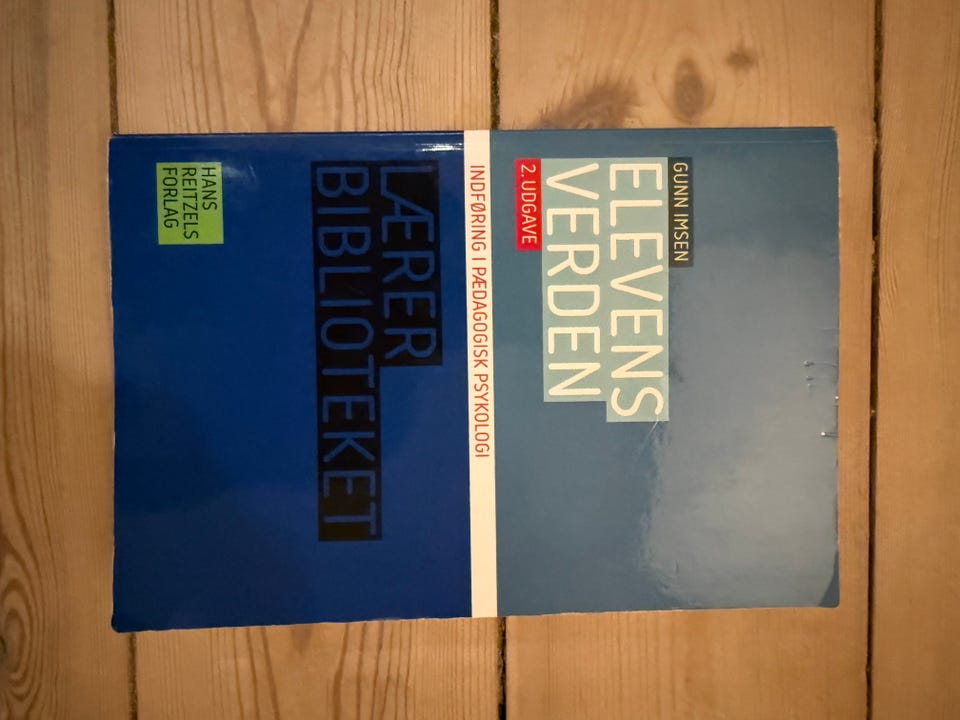 GUNN IMSEN
ELEVENS
VERDEN
2. UDGAVE
INDFØRING I PÆDAGOGISK PSYKOLOGI
LÆRER
BIBLIOTEKET
HANS
REITZELS
FORLAG